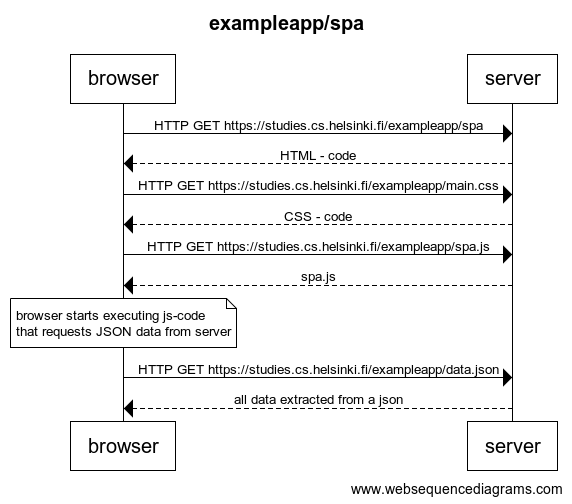 exampleapp/spa
browser
server
HTTP GET https://studies.cs.helsinki.fi/exampleapp/spa
HTML - code
HTTP GET https://studies.cs.helsinki.fi/exampleapp/main.css
CSS - code
HTTP GET https://studies.cs.helsinki.fi/exampleapp/spa.js
spa.js
browser starts executing js-code
that requests JSON data from server
HTTP GET https://studies.cs.helsinki.fi/exampleapp/data.json
all data extracted from a json
browser
server
www.websequencediagrams.com